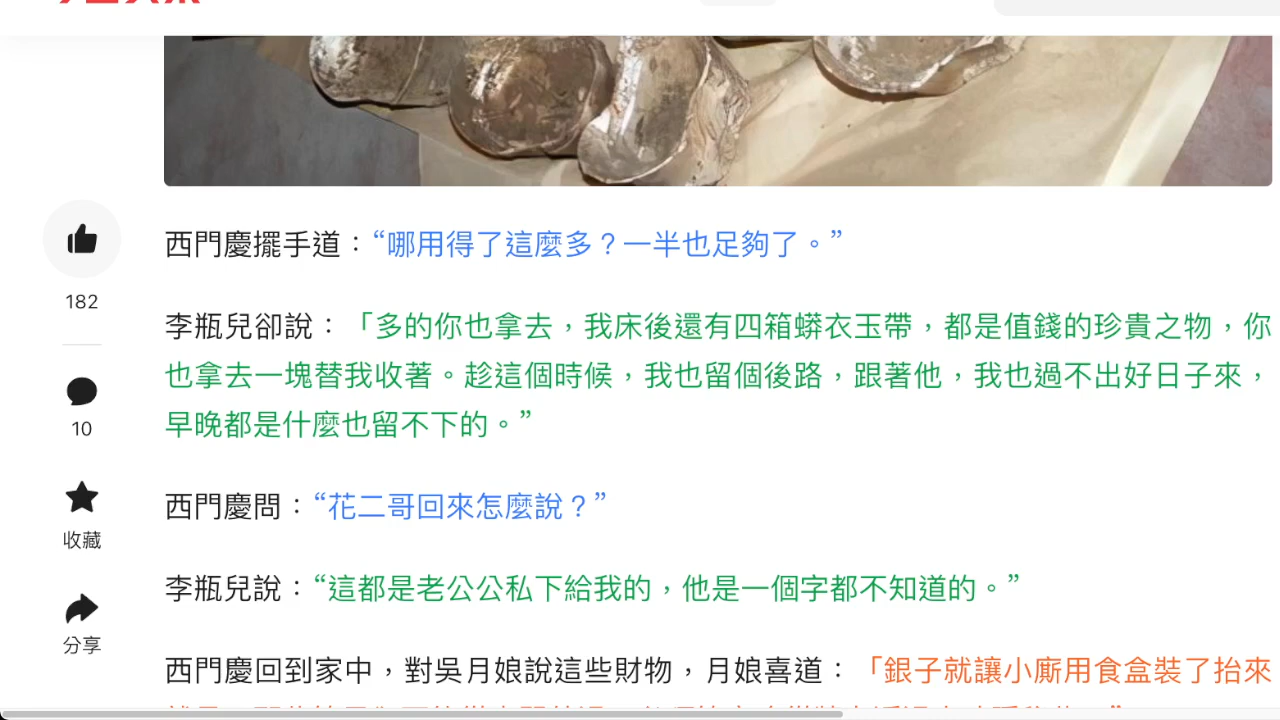 西門慶擺手道：“哪用得了這麼多？一半也足夠了。”
182
李瓶兒卻說：「多的你也拿去，我床後還有四箱蟒衣玉帶，都是值錢的珍貴之物，你
也拿去一塊替我收著。趁這個時候，我也留個後路，跟著他，我也過不出好日子來，
早晚都是什麼也留不下的。”
10
西門慶問：“花二哥回來怎麼說？”
收藏
李瓶兒說：“這都是老公公私下給我的，他是一個字都不知道的。”
分享
西門慶回到家中，對吳月娘說這些財物，月娘喜道：「銀子就讓小廝用食盒裝了抬來